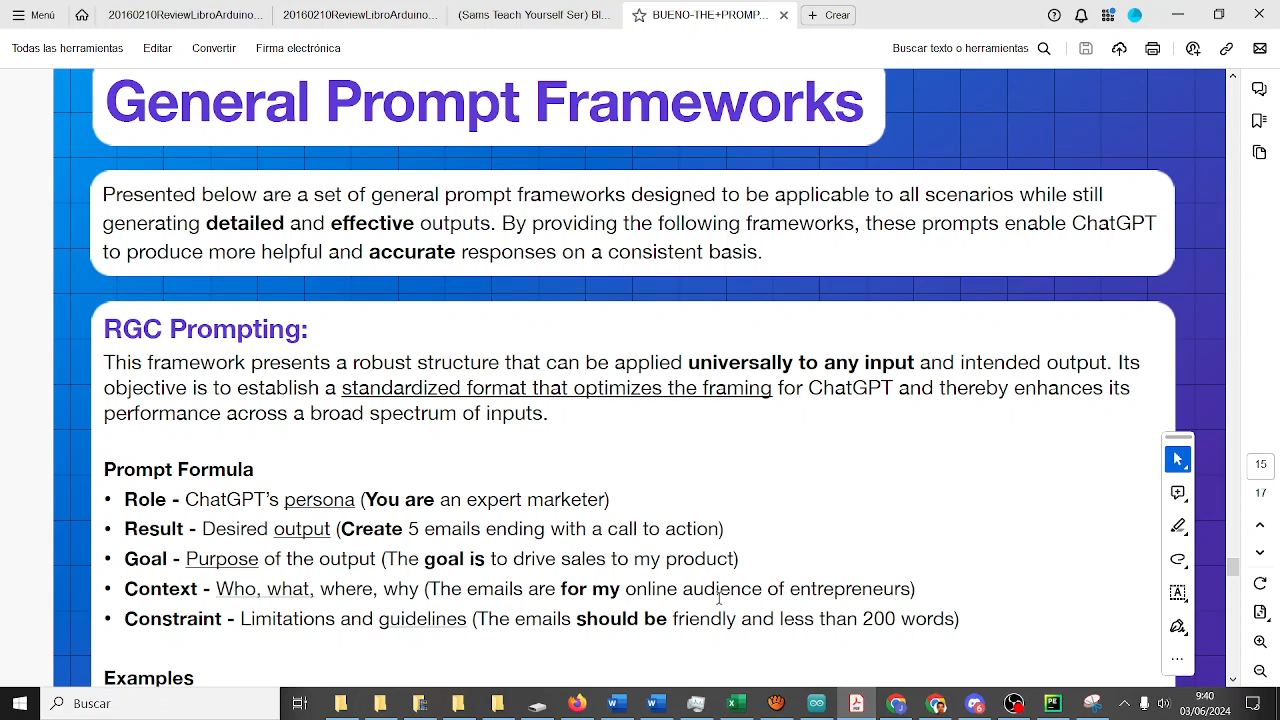 Menú
20160210ReviewLibroArduino...
20160210ReviewLibroArduino...
(Sams Teach Yourself Ser) Bl...
BUENO-THE+PROMP...
Crear
Todas las herramientas
Editar
Convertir
Firma electrónica
Buscar texto o herramientas
General Prompt Frameworks
Presented below are a set of general prompt frameworks designed to be applicable to all scenarios while still
generating detailed and effective outputs. By providing the following frameworks, these prompts enable ChatGPT
to produce more helpful and accurate responses on a consistent basis.
RGC Prompting:
This framework presents a robust structure that can be applied universally to any input and intended output. Its
objective is to establish a standardized format that optimizes the framing for ChatGPT and thereby enhances its
performance across a broad spectrum of inputs.
Prompt Formula
• Role - ChatGPT's persona (You are an expert marketer)
• Result - Desired output (Create 5 emails ending with a call to action)
• Goal - Purpose of the output (The goal is to drive sales to my product)
• Context - Who, what, where, why (The emails are for my online audience of entrepreneurs)
• Constraint - Limitations and guidelines (The emails should be friendly and less than 200 words)
Examples
15
17
Buscar
9:40
03/06/2024